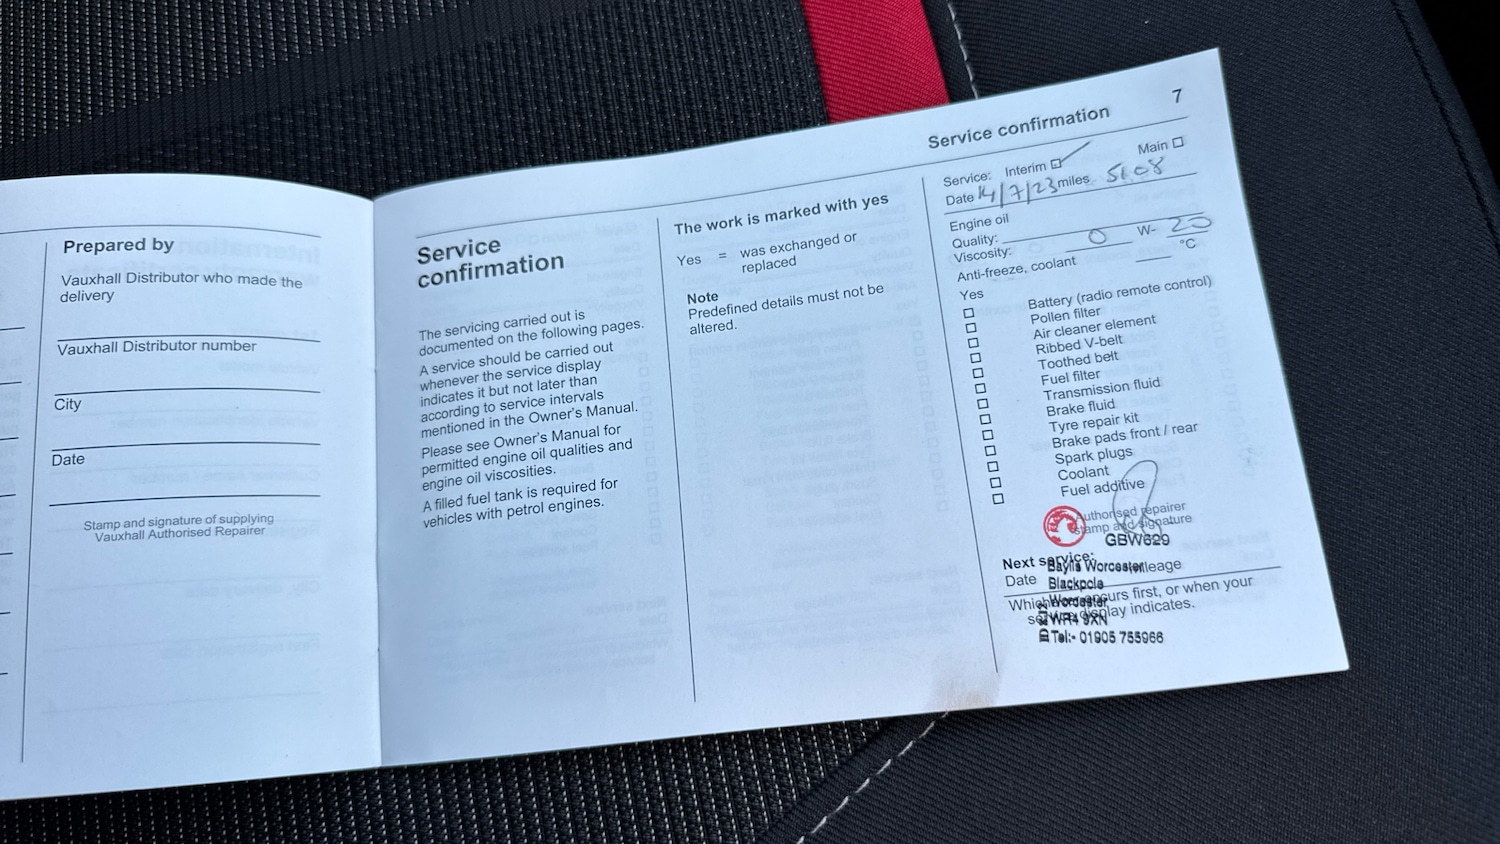 Prepared by
Vauxhall Distributor who made the
delivery
Vauxhall Distributor number
City
Date
Stamp and signature of supplying
Vauxhall Authorised Repairer
Service
confirmation
The servicing carried out is
documented on the following pages.
A service should be carried out
whenever the service display
indicates it but not later than
according to service intervals
mentioned in the Owner's Manual.
Please see Owner's Manual for
permitted engine oil qualities and
engine oil viscosities.
A filled fuel tank is required for
vehicles with petrol engines.
The work is marked with yes
Yes = was exchanged or
replaced
Note
Predefined details must not be
altered.
Service confirmation 7
Service: Interim Main
Date 14/7/23 miles 5108
Engine oil
Quality:
Viscosity: 0 W- 20
Anti-freeze, coolant °C
Yes
Battery (radio remote control)
Pollen filter
Air cleaner element
Ribbed V-belt
Toothed belt
Fuel filter
Transmission fluid
Brake fluid
Tyre repair kit
Brake pads front / rear
Spark plugs
Coolant
Fuel additive
Authorised repairer
stamp and signature
GBW629
Next service:
Baylis Worcester
Date
Blackpole
Worcester
WR4 9XN
Tel:- 01905 755966